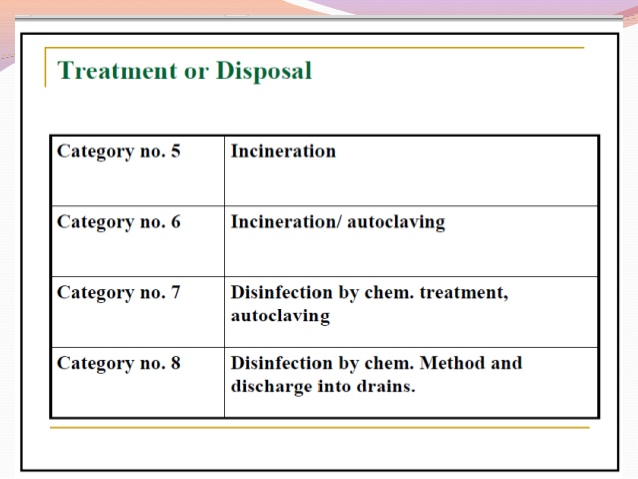 Treatment or Disposal
Category no. 5
Incineration
Category no. 6
Incineration/ autoclaving
Category no. 7
Disinfection by chem. treatment,
autoclaving
Category no. 8
Disinfection by chem. Method and
discharge into drains.